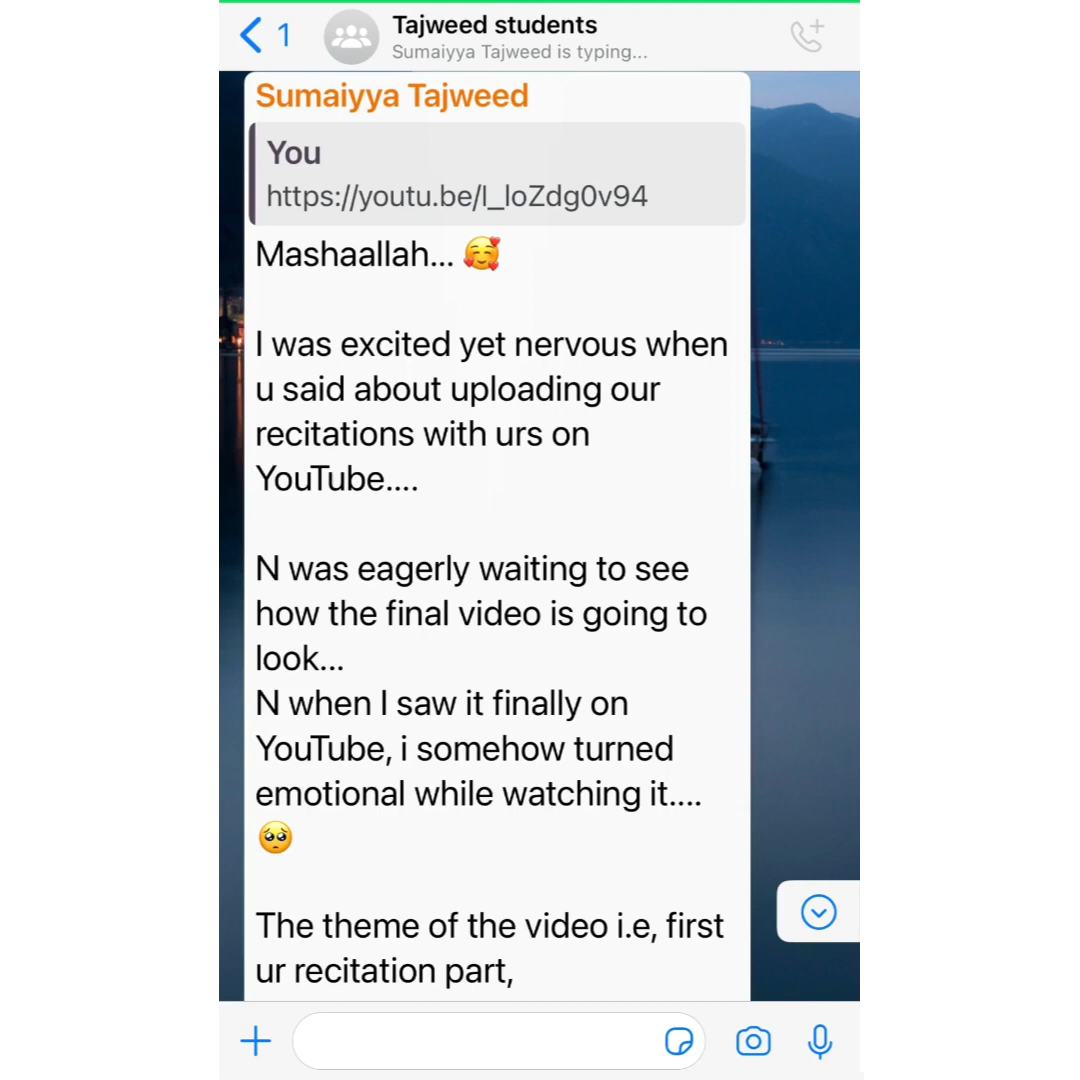 1
Tajweed students
Sumaiyya Tajweed is typing...
Sumaiyya Tajweed
You
https://youtu.be/l_loZdg0v94
Mashaallah... 🥰
I was excited yet nervous when
u said about uploading our
recitations with urs on
YouTube....
N was eagerly waiting to see
how the final video is going to
look...
N when I saw it finally on
YouTube, i somehow turned
emotional while watching it....
🥺
The theme of the video i.e, first
ur recitation part,